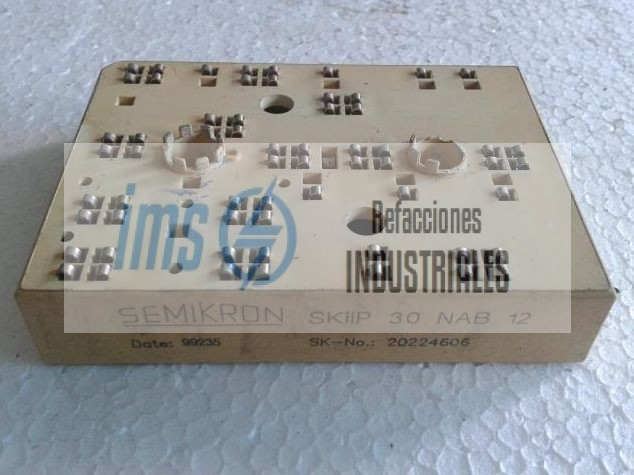 ims
Refacciones
INDUSTRIALES
SEMIKRON SKiiP 30 NAB 12
Date: 99235 SK-No.: 20224606